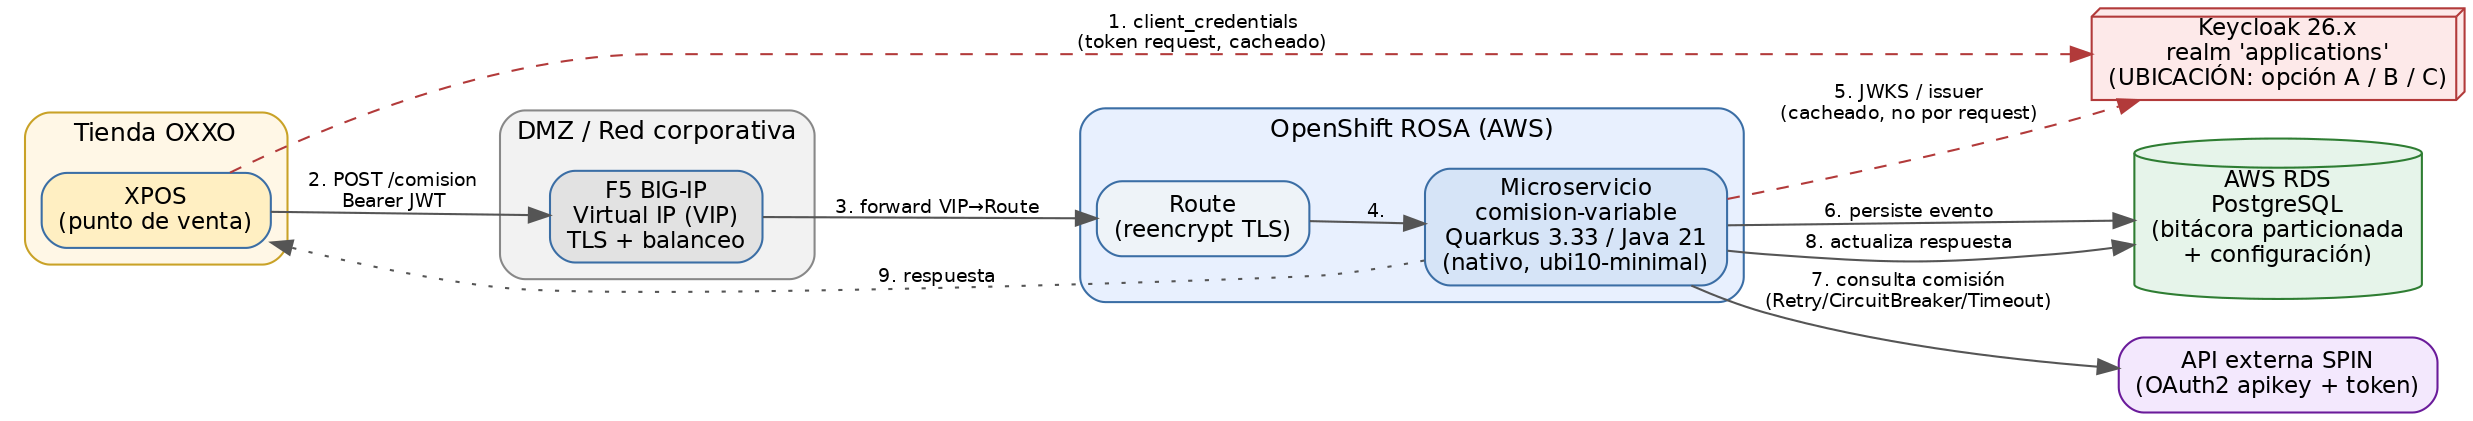 1. client_credentials
(token request, cacheado)
Keycloak 26.x
realm 'applications'
(UBICACIÓN: opción A / B / C)
5. JWKS / issuer
(cacheado, no por request)
Tienda OXXO
XPOS
(punto de venta)
2. POST /comision
Bearer JWT
DMZ / Red corporativa
F5 BIG-IP
Virtual IP (VIP)
TLS + balanceo
3. forward VIP→Route
OpenShift ROSA (AWS)
Route
(reencrypt TLS)
4.
Microservicio
comision-variable
Quarkus 3.33 / Java 21
(nativo, ubi10-minimal)
6. persiste evento
8. actualiza respuesta
AWS RDS
PostgreSQL
(bitácora particionada
+ configuración)
9. respuesta
7. consulta comisión
(Retry/CircuitBreaker/Timeout)
API externa SPIN
(OAuth2 apikey + token)